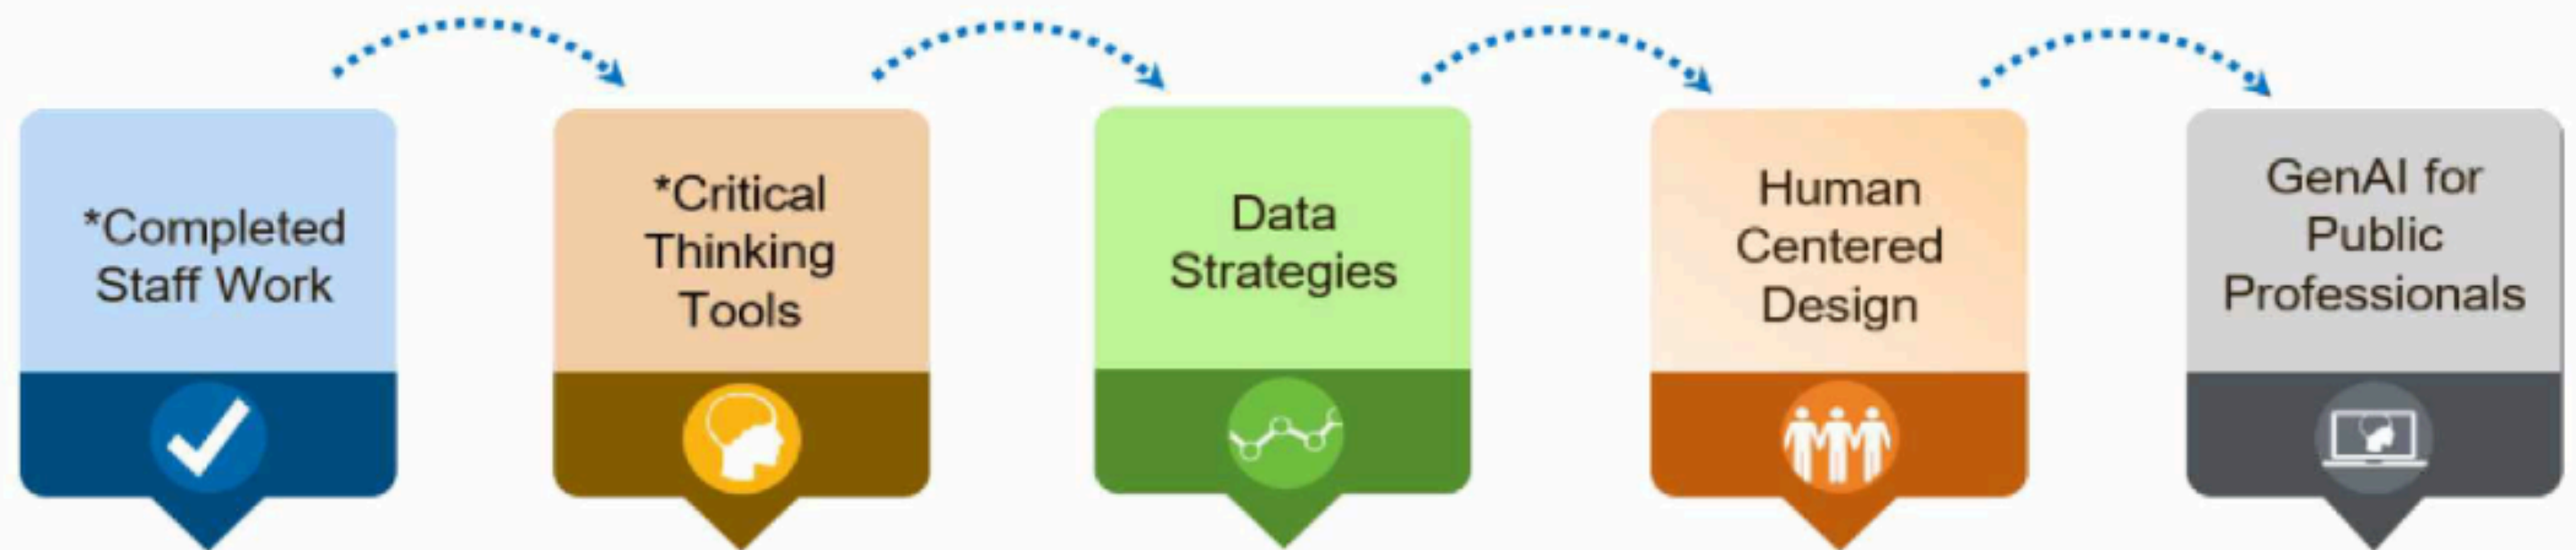 *Completed
Staff Work
*Critical
Thinking
Tools
Data
Strategies
Human
Centered
Design
GenAI for
Public
Professionals